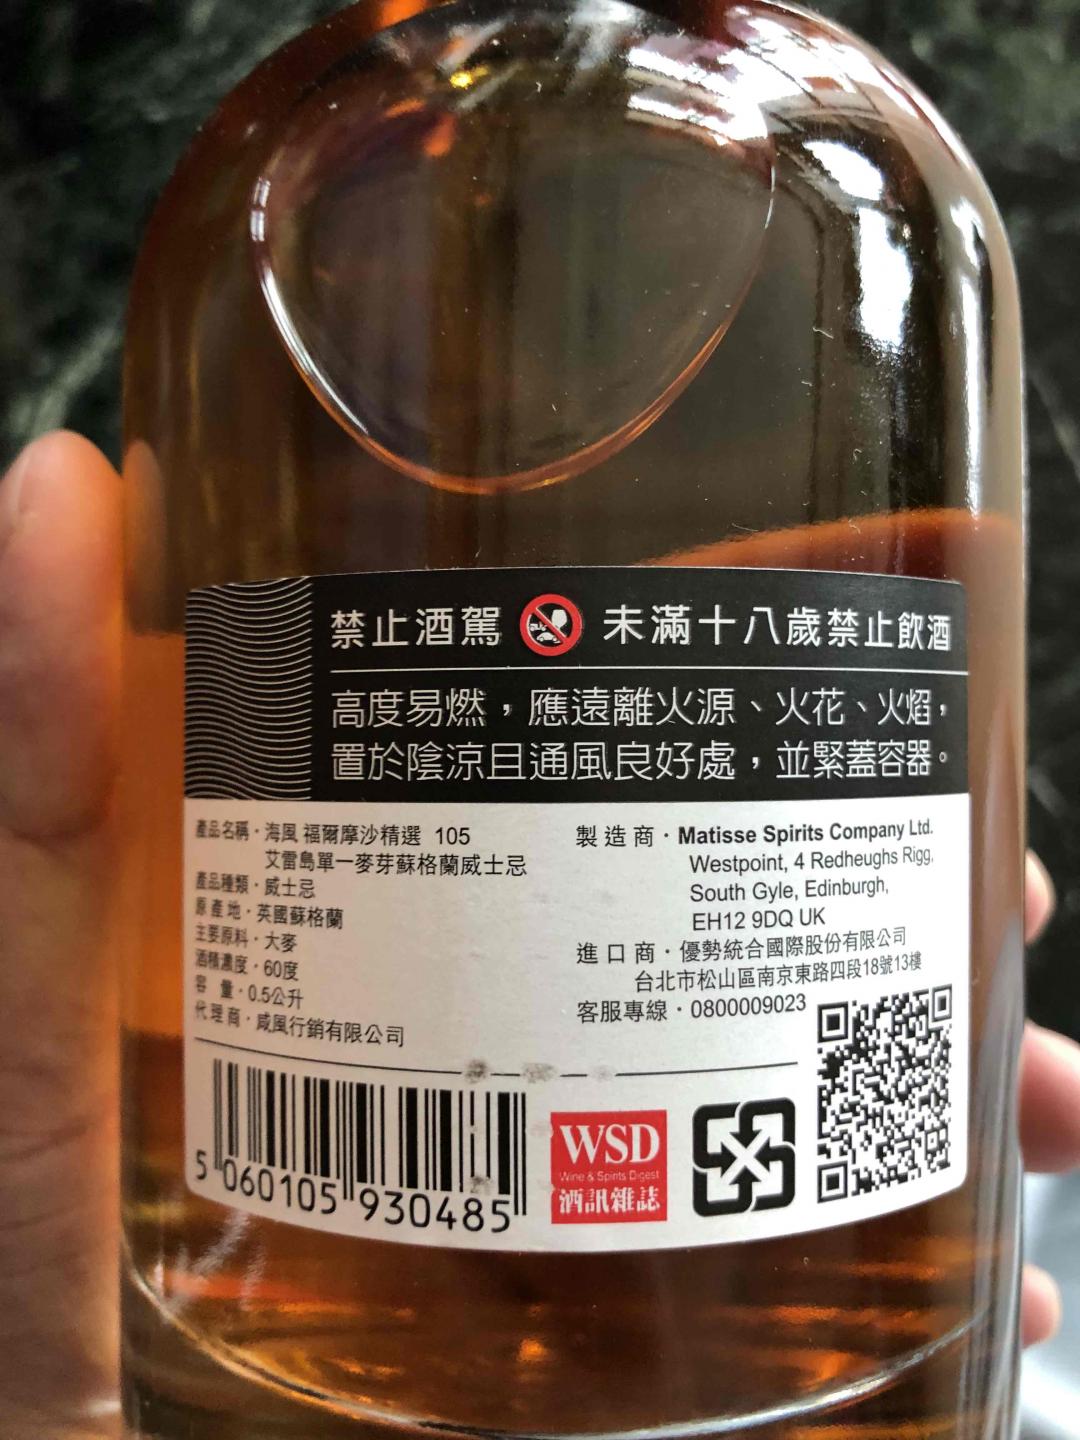 禁止酒駕 未滿十八歲禁止飲酒
高度易燃，應遠離火源、火花、火焰，
置於陰涼且通風良好處，並緊蓋容器。
產品名稱・海風 福爾摩沙精選 105
艾雷島單一麥芽蘇格蘭威士忌
產品種類・威士忌
原產地・英國蘇格蘭
主要原料・大麥
酒精濃度・60度
容 量・0.5公升
代理商・威風行銷有限公司
製造商・Matisse Spirits Company Ltd.
Westpoint, 4 Redheughs Rigg,
South Gyle, Edinburgh,
EH12 9DQ UK
進口商・優勢統合國際股份有限公司
台北市松山區南京東路四段18號13樓
客服專線・0800009023
5 060105 930485
WSD
Wine & Spirits Digest
酒訊雜誌